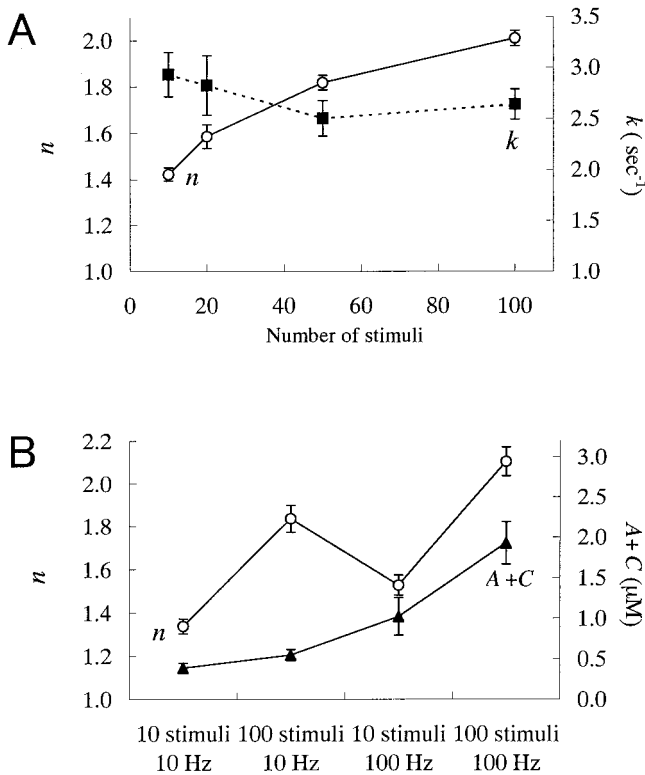 A
2.0
1.8
1.6
1.4
1.2
1.0
n
3.5
3.0
2.5
2.0
1.5
1.0
k ( sec⁻¹)
n
k
0 20 40 60 80 100
Number of stimuli
B
2.2
2.0
1.8
1.6
1.4
1.2
1.0
n
3.0
2.5
2.0
1.5
1.0
0.5
0.0
A+C (μM)
n
A+C
10 stimuli 100 stimuli 10 stimuli 100 stimuli
10 Hz 10 Hz 100 Hz 100 Hz